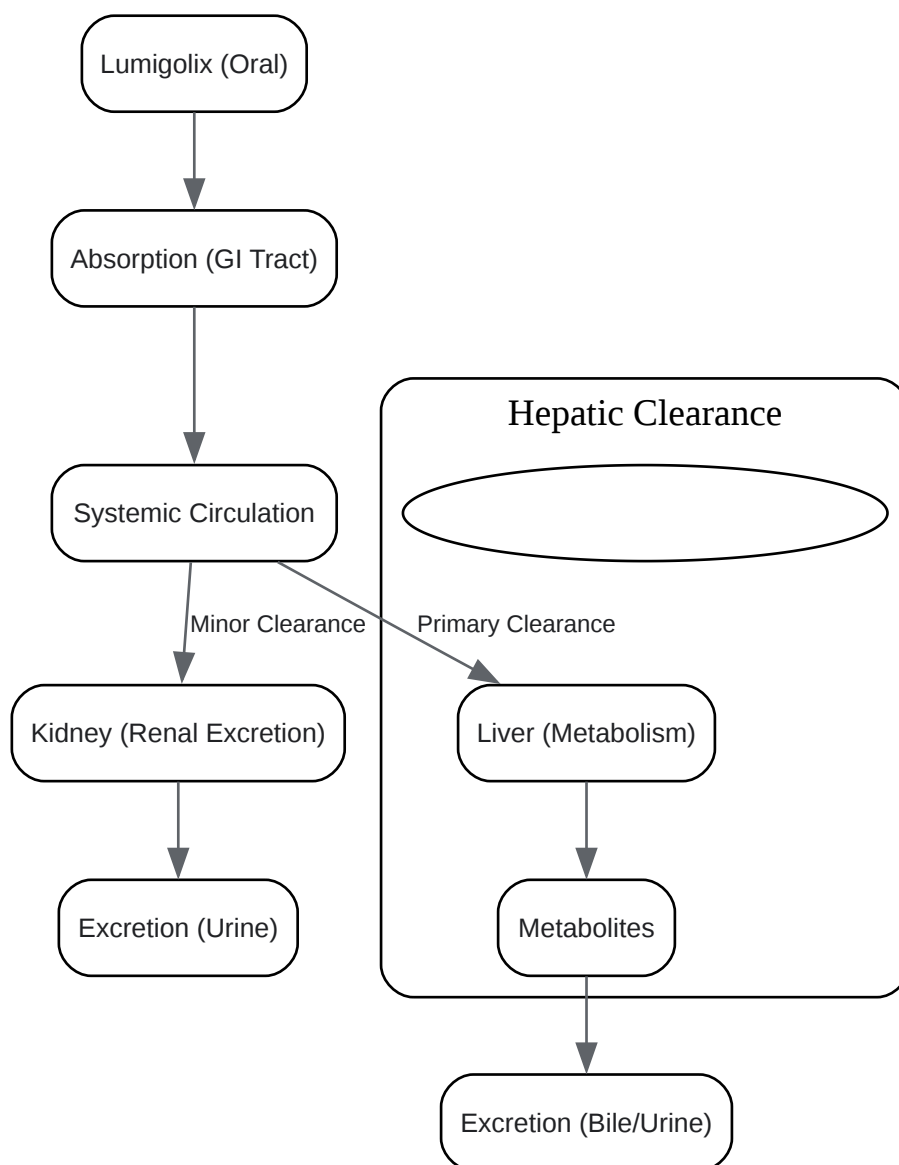 Lumigolix (Oral)
Absorption (GI Tract)
Hepatic Clearance
Systemic Circulation
Minor Clearance
Primary Clearance
Kidney (Renal Excretion)
Liver (Metabolism)
Excretion (Urine)
Metabolites
Excretion (Bile/Urine)